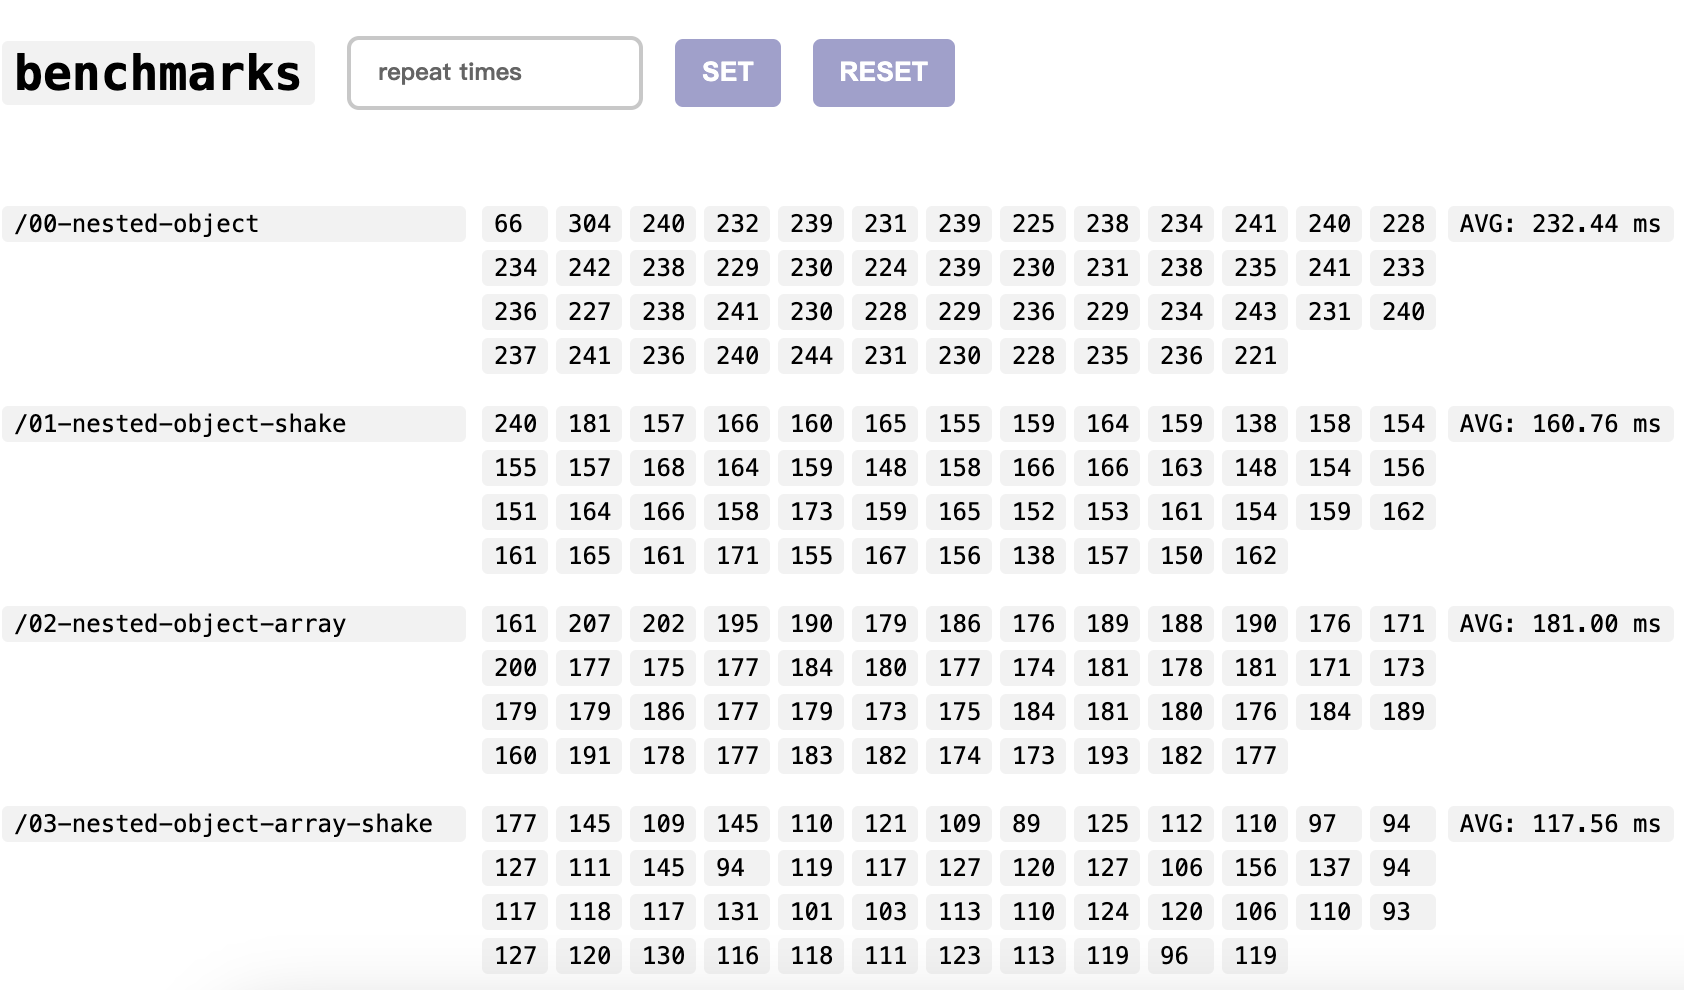 benchmarks repeat times SET RESET
/00-nested-object 66 304 240 232 239 231 239 225 238 234 241 240 228 AVG: 232.44 ms
234 242 238 229 230 224 239 230 231 238 235 241 233
236 227 238 241 230 228 229 236 229 234 243 231 240
237 241 236 240 244 231 230 228 235 236 221
/01-nested-object-shake 240 181 157 166 160 165 155 159 164 159 138 158 154 AVG: 160.76 ms
155 157 168 164 159 148 158 166 166 163 148 154 156
151 164 166 158 173 159 165 152 153 161 154 159 162
161 165 161 171 155 167 156 138 157 150 162
/02-nested-object-array 161 207 202 195 190 179 186 176 189 188 190 176 171 AVG: 181.00 ms
200 177 175 177 184 180 177 174 181 178 181 171 173
179 179 186 177 179 173 175 184 181 180 176 184 189
160 191 178 177 183 182 174 173 193 182 177
/03-nested-object-array-shake 177 145 109 145 110 121 109 89 125 112 110 97 94 AVG: 117.56 ms
127 111 145 94 119 117 127 120 127 106 156 137 94
117 118 117 131 101 103 113 110 124 120 106 110 93
127 120 130 116 118 111 123 113 119 96 119